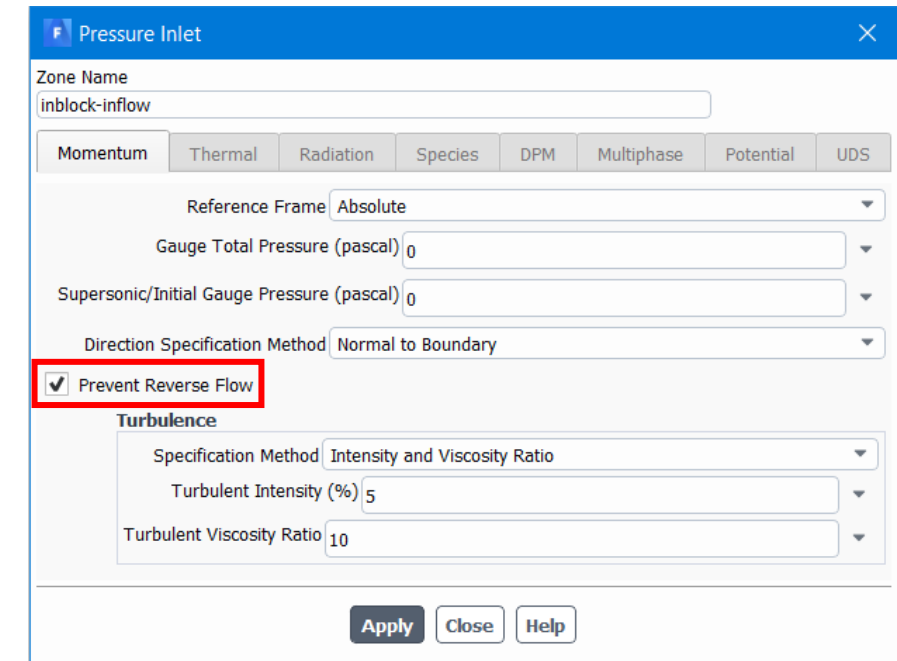 F Pressure Inlet
Zone Name
inblock-inflow
Momentum Thermal Radiation Species DPM Multiphase Potential UDS
Reference Frame Absolute
Gauge Total Pressure (pascal) 0
Supersonic/Initial Gauge Pressure (pascal) 0
Direction Specification Method Normal to Boundary
Prevent Reverse Flow
Turbulence
Specification Method Intensity and Viscosity Ratio
Turbulent Intensity (%) 5
Turbulent Viscosity Ratio 10
Apply Close Help